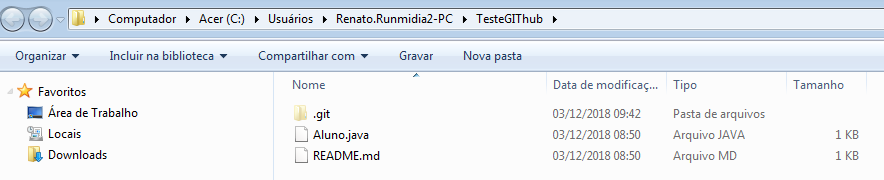 Computador Acer (C:) Usuários Renato.Runmidia2-PC TesteGITHub
Organizar Incluir na biblioteca Compartilhar com Gravar Nova pasta
Nome Data de modificaç... Tipo Tamanho
Favoritos
Área de Trabalho
Locais
Downloads
.git 03/12/2018 09:42 Pasta de arquivos
Aluno.java 03/12/2018 08:50 Arquivo JAVA 1 KB
README.md 03/12/2018 08:50 Arquivo MD 1 KB